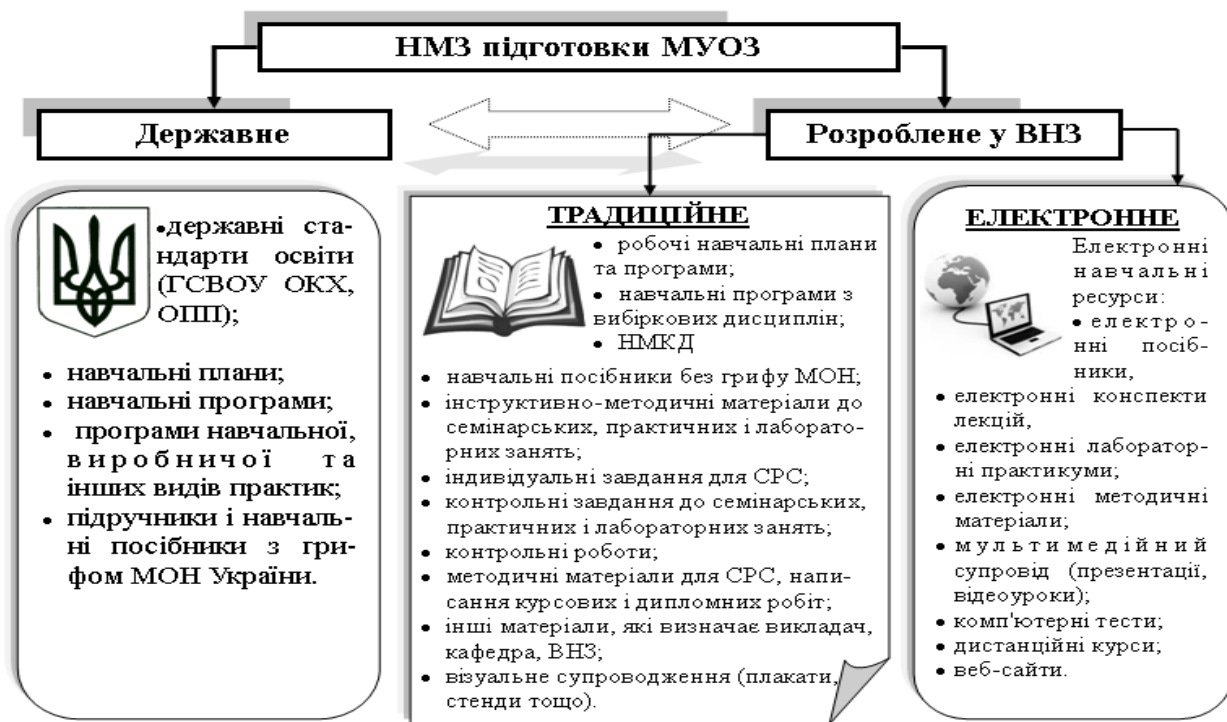 НМЗ підготовки МУОЗ
Державне
Розроблене у ВНЗ
•державні ста-
ндарти освіти
(ГСВОУ ОКХ,
ОПП);
• навчальні плани;
• навчальні програми;
• програми навчальної,
виробничої та
інших видів практик;
• підручники і навчаль-
ні посібники з гри-
фом МОН України.
ТРАДИЦІЙНЕ
• робочі навчальні плани
та програми;
• навчальні програми з
вибіркових дисциплін;
• НМКД
• навчальні посібники без грифу МОН;
• інструктивно-методичні матеріали до
семінарських, практичних і лаборато-
рних занять;
• індивідуальні завдання для СРС;
• контрольні завдання до семінарських,
практичних і лабораторних занять;
• контрольні роботи;
• методичні матеріали для СРС, напи-
сання курсових і дипломних робіт;
• інші матеріали, які визначає викладач,
кафедра, ВНЗ;
• візуальне супроводження (плакати,
стенди тощо).
ЕЛЕКТРОННЕ
Електронні
навчальні
ресурси:
• електро-
нні посіб-
ники,
• електронні конспекти
лекцій,
• електронні лаборатор-
ні практикуми;
• електронні методичні
матеріали;
• мультимедійний
супровід (презентації,
відеоуроки);
• комп'ютерні тести;
• дистанційні курси;
• веб-сайти.